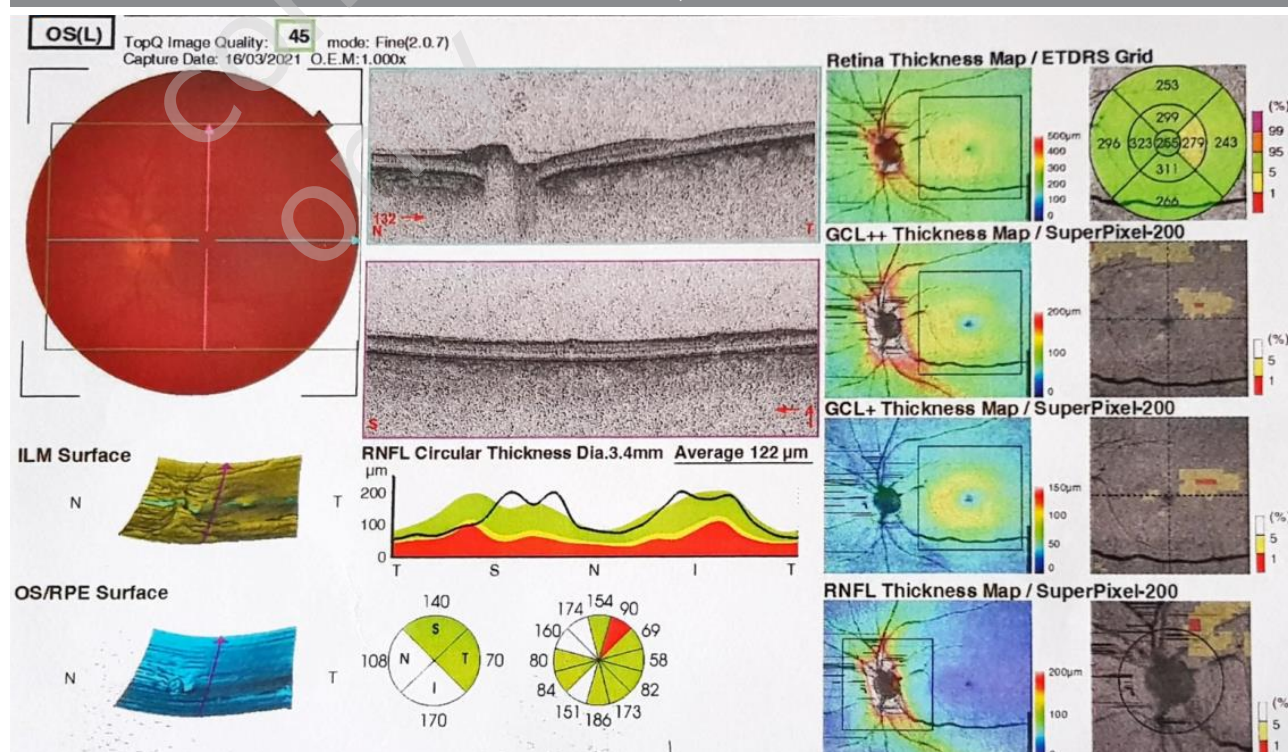 OS(L)
TopQ Image Quality: 45 mode: Fine(2.0.7)
Capture Date: 16/03/2021 O.E.M:1.000x
132
N
T
S
I
ILM Surface
N
T
OS/RPE Surface
N
T
RNFL Circular Thickness Dia.3.4mm Average 122 µm
µm
200
100
0
T S N I T
140
S
108 N T 70
I
170
174 154 90
160 69
80 58
84 82
151 186 173
Retina Thickness Map / ETDRS Grid
500µm
400
300
200
100
0
253
299
296 323 255 279 243
311
266
(%)
99
95
5
1
GCL++ Thickness Map / SuperPixel-200
200µm
100
0
(%)
5
1
GCL+ Thickness Map / SuperPixel-200
150µm
100
50
0
(%)
5
1
RNFL Thickness Map / SuperPixel-200
200µm
100
(%)
5
1